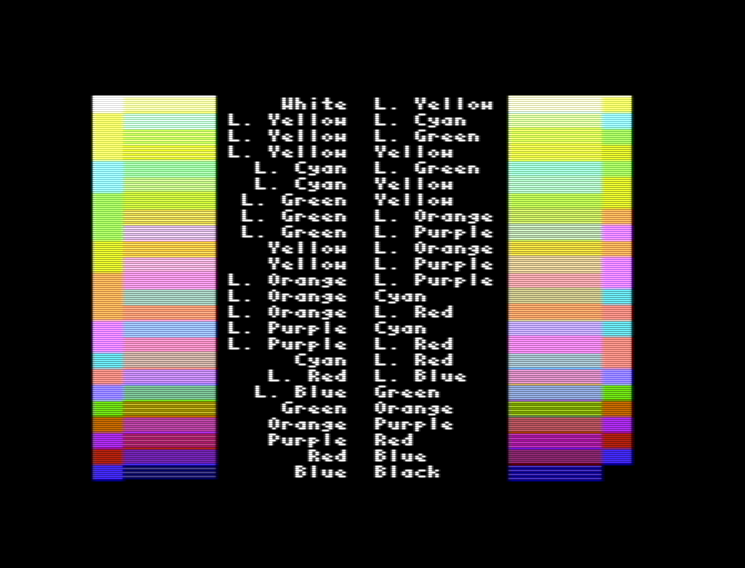 White L. Yellow
L. Yellow L. Cyan
L. Yellow L. Green
L. Yellow Yellow
L. Cyan L. Green
L. Cyan Yellow
L. Green Yellow
L. Green L. Orange
L. Green L. Purple
Yellow L. Orange
Yellow L. Purple
L. Orange L. Purple
L. Orange Cyan
L. Orange L. Red
L. Purple Cyan
L. Purple L. Red
Cyan L. Red
L. Red L. Blue
L. Blue Green
Green Orange
Orange Purple
Purple Red
Red Blue
Blue Black